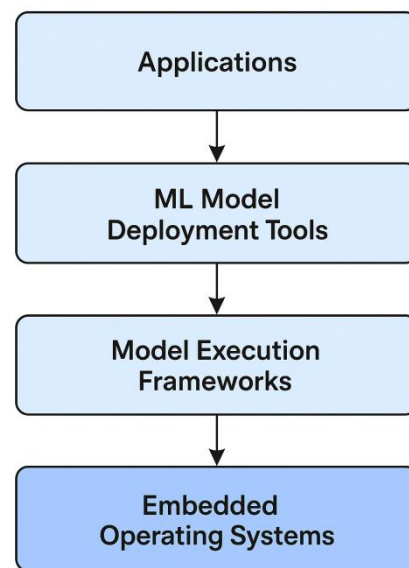 Applications
ML Model
Deployment Tools
Model Execution
Frameworks
Embedded
Operating Systems